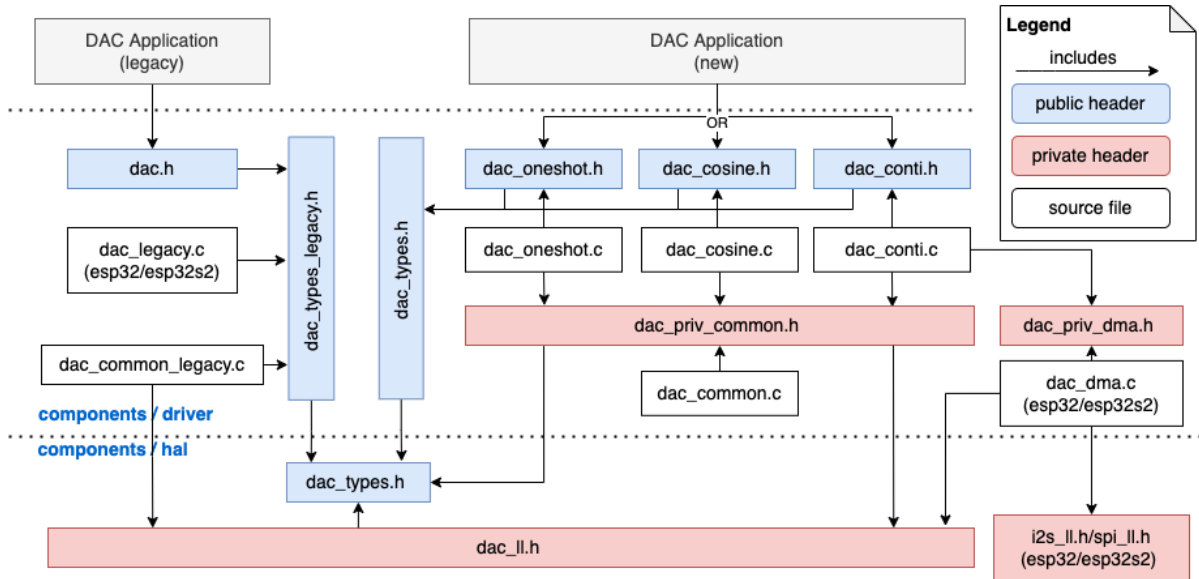 DAC Application
(legacy)
DAC Application
(new)
Legend
includes
public header
private header
source file
OR
dac.h
dac_types_legacy.h
dac_types.h
dac_oneshot.h
dac_cosine.h
dac_conti.h
dac_legacy.c
(esp32/esp32s2)
dac_oneshot.c
dac_cosine.c
dac_conti.c
dac_priv_common.h
dac_priv_dma.h
dac_common_legacy.c
dac_common.c
dac_dma.c
(esp32/esp32s2)
components / driver
components / hal
dac_types.h
dac_ll.h
i2s_ll.h/spi_ll.h
(esp32/esp32s2)